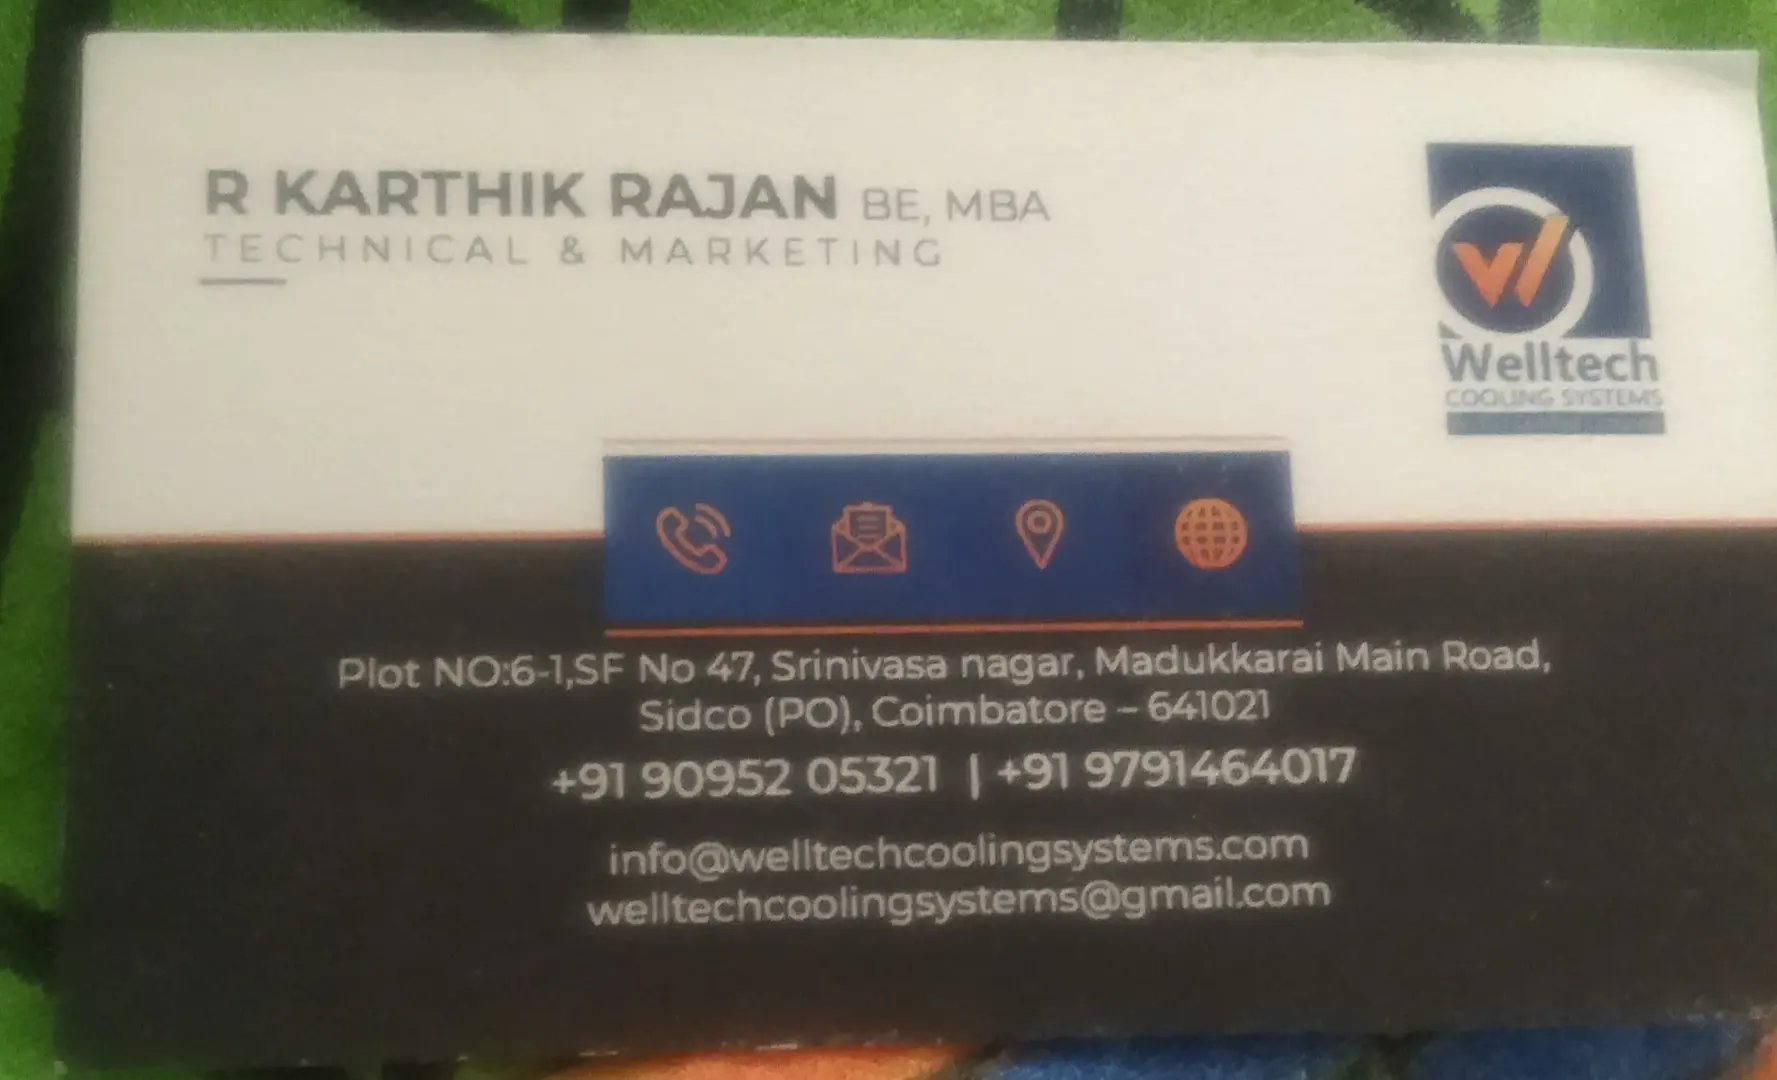 R KARTHIK RAJAN BE, MBA
TECHNICAL & MARKETING
Welltech
COOLING SYSTEMS
Plot NO:6-1,SF No 47, Srinivasa nagar, Madukkarai Main Road,
Sidco (PO), Coimbatore – 641021
+91 90952 05321 | +91 9791464017
info@welltechcoolingsystems.com
welltechcoolingsystems@gmail.com